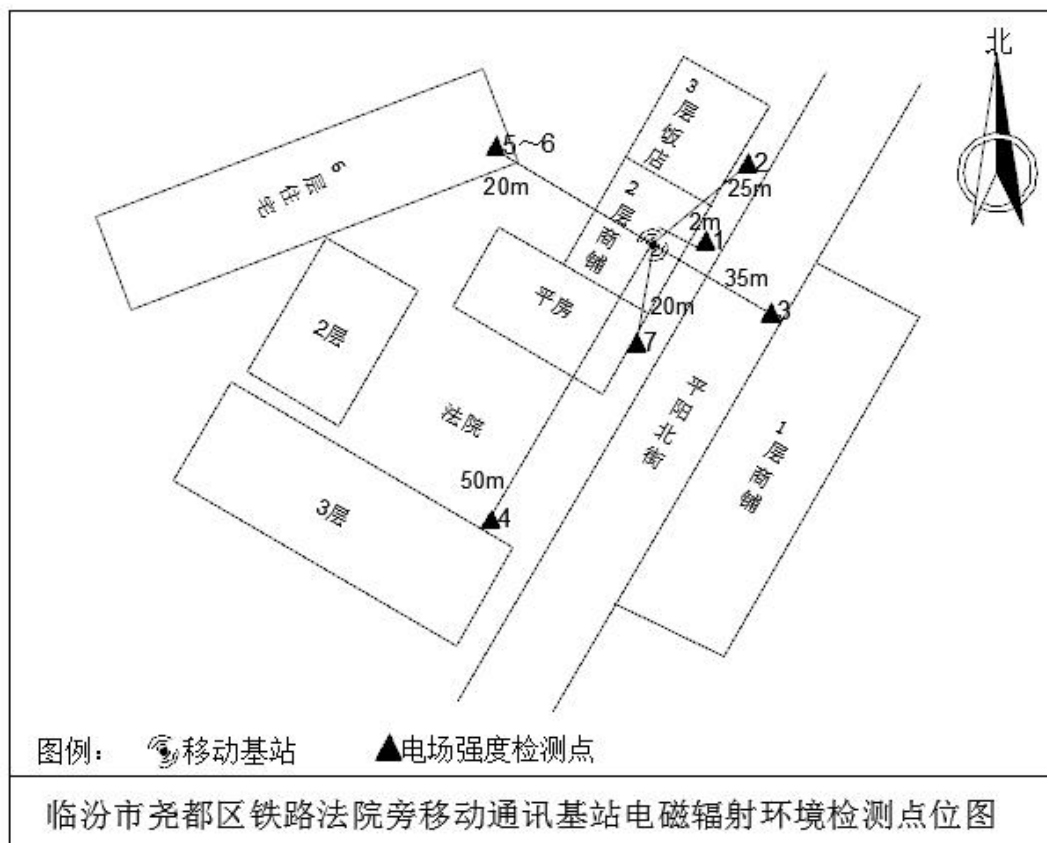 北
3层饭店
5～6
2
20m
25m
6层住宅
2层商铺
2m
1
35m
平房
20m
3
2层
7
平阳北街
法院
1层商铺
50m
3层
4
图例： 移动基站 电场强度检测点
临汾市尧都区铁路法院旁移动通讯基站电磁辐射环境检测点位图